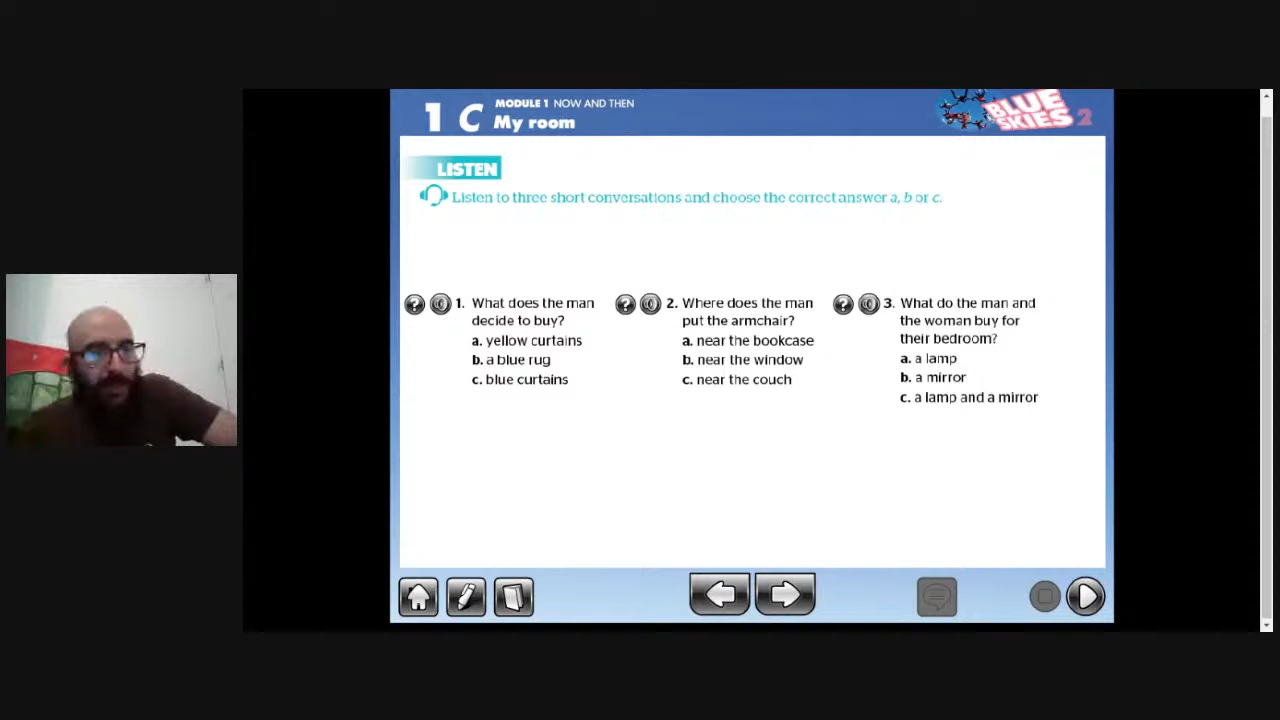 1 C
MODULE 1 NOW AND THEN
My room
BLUE
SKIES 2
LISTEN
Listen to three short conversations and choose the correct answer a, b or c.
1. What does the man
decide to buy?
a. yellow curtains
b. a blue rug
c. blue curtains
2. Where does the man
put the armchair?
a. near the bookcase
b. near the window
c. near the couch
3. What do the man and
the woman buy for
their bedroom?
a. a lamp
b. a mirror
c. a lamp and a mirror